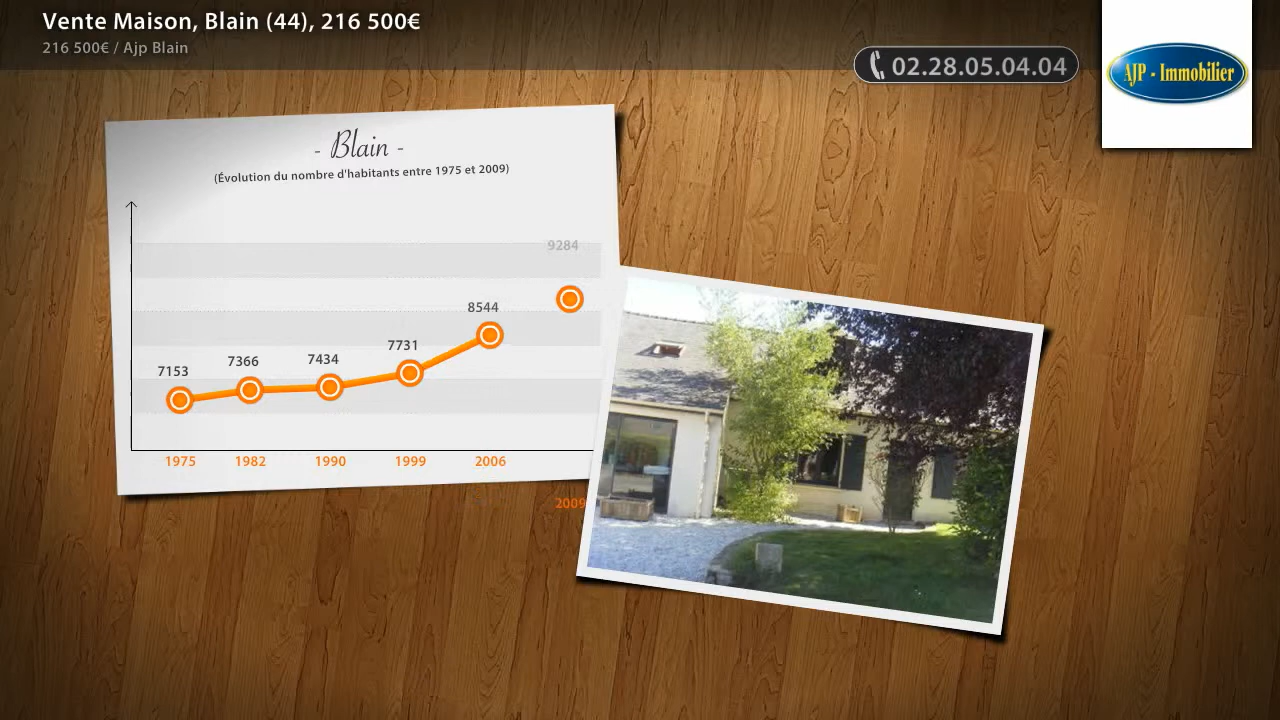 Vente Maison, Blain (44), 216 500€
216 500€ / Ajp Blain
02.28.05.04.04
AJP - Immobilier
- Blain -
(Évolution du nombre d'habitants entre 1975 et 2009)
9284
8544
7731
7434
7366
7153
1975 1982 1990 1999 2006
2009